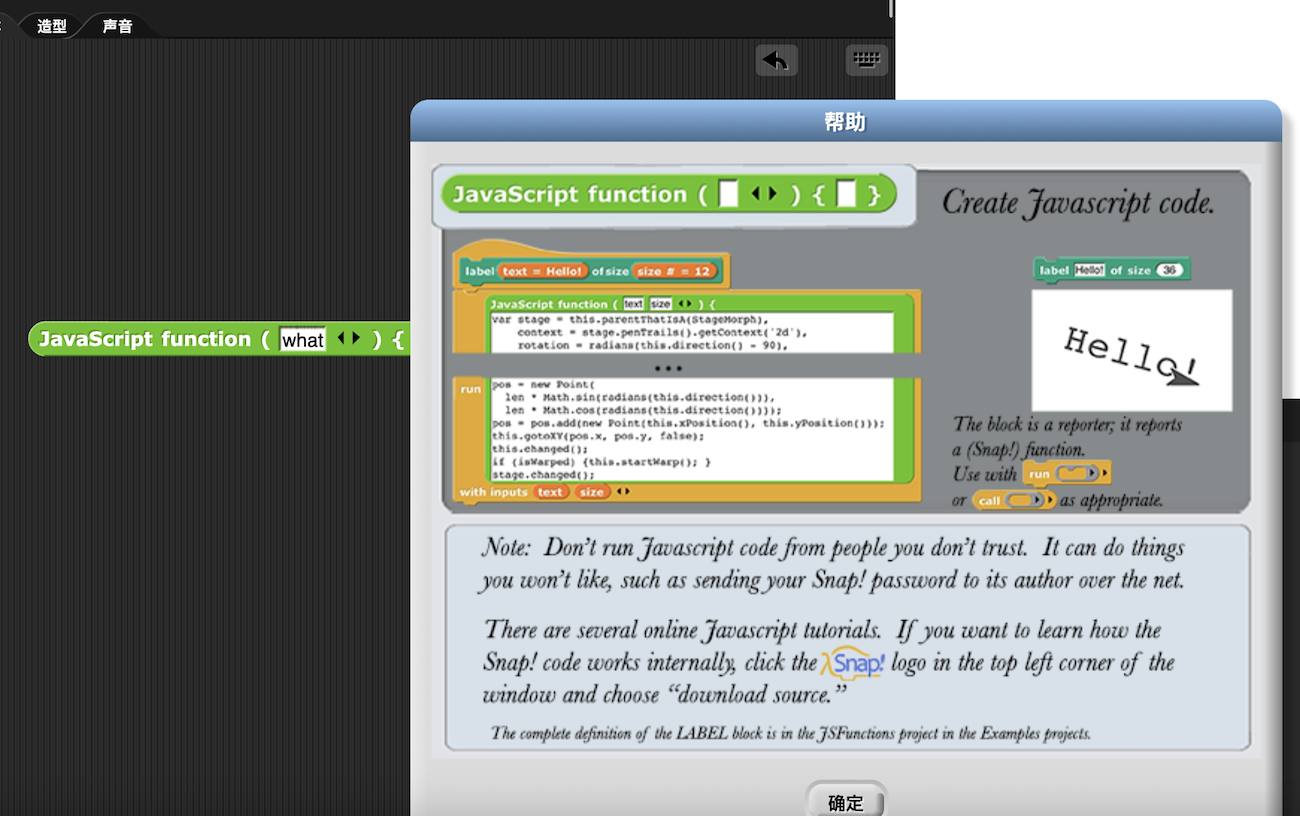 造型 声音
帮助
JavaScript function ( ) { }
Create Javascript code.
label text = Hello! of size size # = 12
label Hello! of size 36
JavaScript function ( text size ) {
var stage = this.parentThatIsA(StageMorph),
context = stage.penTrails().getContext('2d'),
rotation = radians(this.direction() - 90),
Hello!
JavaScript function ( what ) {
...
run
pos = new Point(
len * Math.sin(radians(this.direction())),
len * Math.cos(radians(this.direction())));
pos = pos.add(new Point(this.xPosition(), this.yPosition()));
this.gotoXY(pos.x, pos.y, false);
this.changed();
if (isWarped) {this.startWarp(); }
stage.changed();
with inputs text size
The block is a reporter; it reports
a (Snap!) function.
Use with run
or call as appropriate.
Note: Don't run Javascript code from people you don't trust. It can do things
you won't like, such as sending your Snap! password to its author over the net.
There are several online Javascript tutorials. If you want to learn how the
Snap! code works internally, click the λSnap! logo in the top left corner of the
window and choose “download source.”
The complete definition of the LABEL block is in the JSFunctions project in the Examples projects.
确定